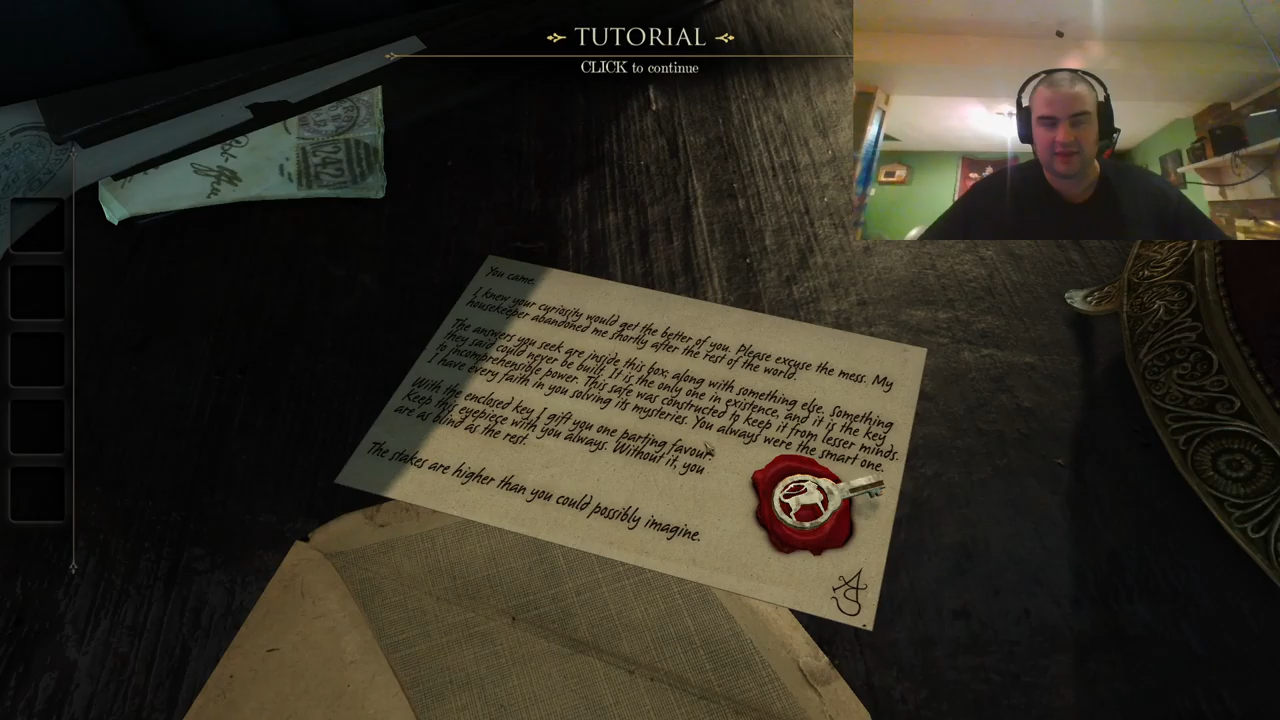 TUTORIAL
CLICK to continue
1242A
You came.
I knew your curiosity would get the better of you. Please excuse the mess. My
housekeeper abandoned me shortly after the rest of the world.
The answers you seek are inside this box; along with something else. Something
they said could never be built. It is the only one in existence, and it is the key
to incomprehensible power. This safe was constructed to keep it from lesser minds.
I have every faith in you solving its mysteries. You always were the smart one.
With the enclosed key I gift you one parting favour.
Keep this eyepiece with you always. Without it, you
are as blind as the rest.
The stakes are higher than you could possibly imagine.